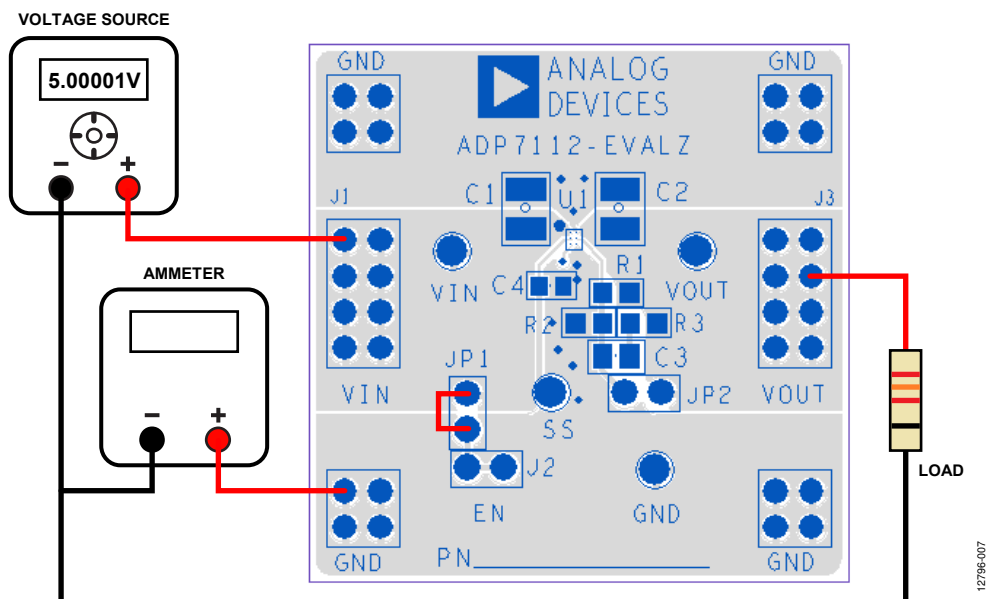 VOLTAGE SOURCE
5.00001V
− +
AMMETER
− +
GND
ANALOG
DEVICES
GND
ADP7112-EVALZ
J1
C1
U1
C2
J3
R1
VIN
C4
VOUT
R2
R3
JP1
C3
VIN
JP2
VOUT
SS
J2
LOAD
EN
GND
GND
PN
GND
12796-007